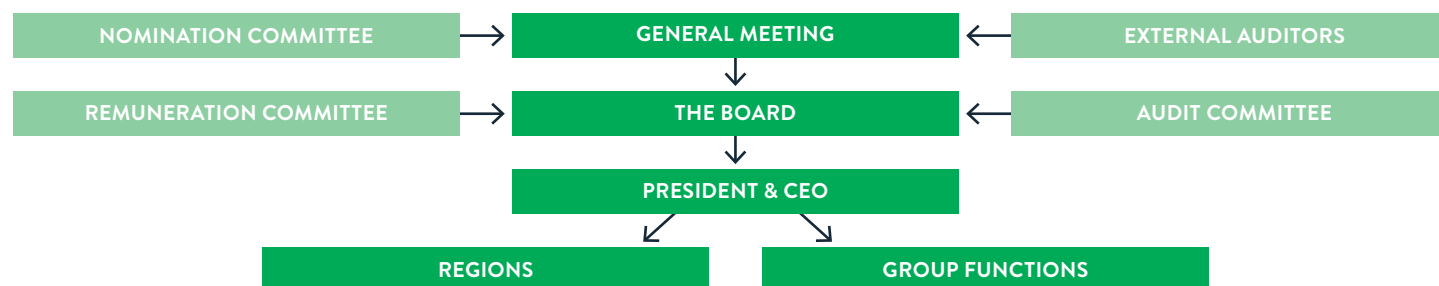 NOMINATION COMMITTEE
GENERAL MEETING
EXTERNAL AUDITORS
REMUNERATION COMMITTEE
THE BOARD
AUDIT COMMITTEE
PRESIDENT & CEO
REGIONS
GROUP FUNCTIONS